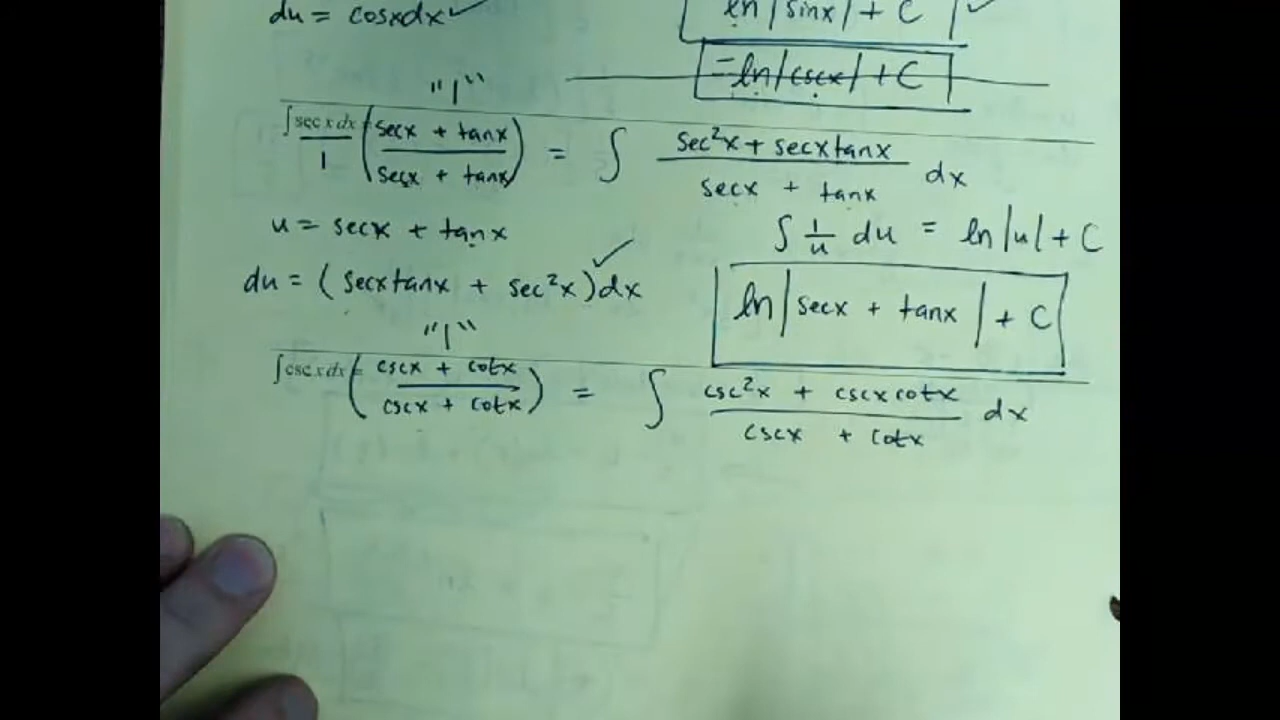 du = cosxdx✓
ln|sinx| + C ✓
= ln|cscx| + C
"1"
∫sec x dx/1 (secx + tanx / secx + tanx) = ∫ sec²x + secxtanx / secx + tanx dx
u = secx + tanx
∫ 1/u du = ln|u| + C
du = (secxtanx + sec²x)dx ✓
ln|secx + tanx| + C
"1"
∫csc x dx = (cscx + cotx / cscx + cotx) = ∫ csc²x + cscxcotx / cscx + cotx dx